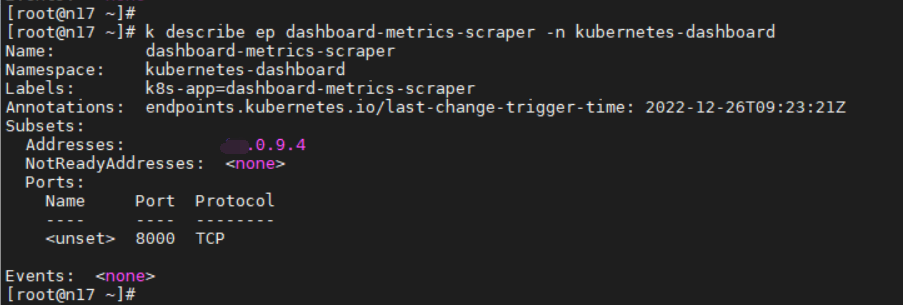 [root@n17 ~]#
[root@n17 ~]# k describe ep dashboard-metrics-scraper -n kubernetes-dashboard
Name:         dashboard-metrics-scraper
Namespace:    kubernetes-dashboard
Labels:       k8s-app=dashboard-metrics-scraper
Annotations:  endpoints.kubernetes.io/last-change-trigger-time: 2022-12-26T09:23:21Z
Subsets:
  Addresses:          .0.9.4
  NotReadyAddresses:  <none>
  Ports:
    Name     Port  Protocol
    ----     ----  --------
    <unset>  8000  TCP
Events:  <none>
[root@n17 ~]#